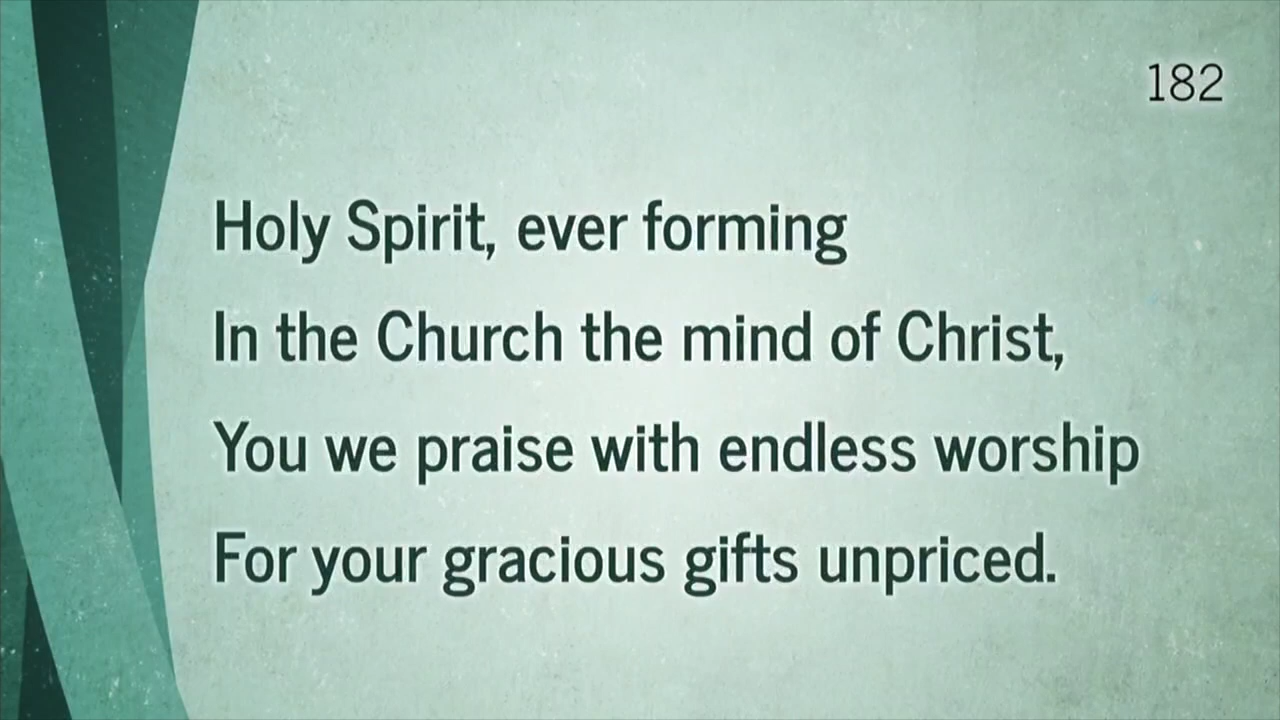 182
Holy Spirit, ever forming
In the Church the mind of Christ,
You we praise with endless worship
For your gracious gifts unpriced.